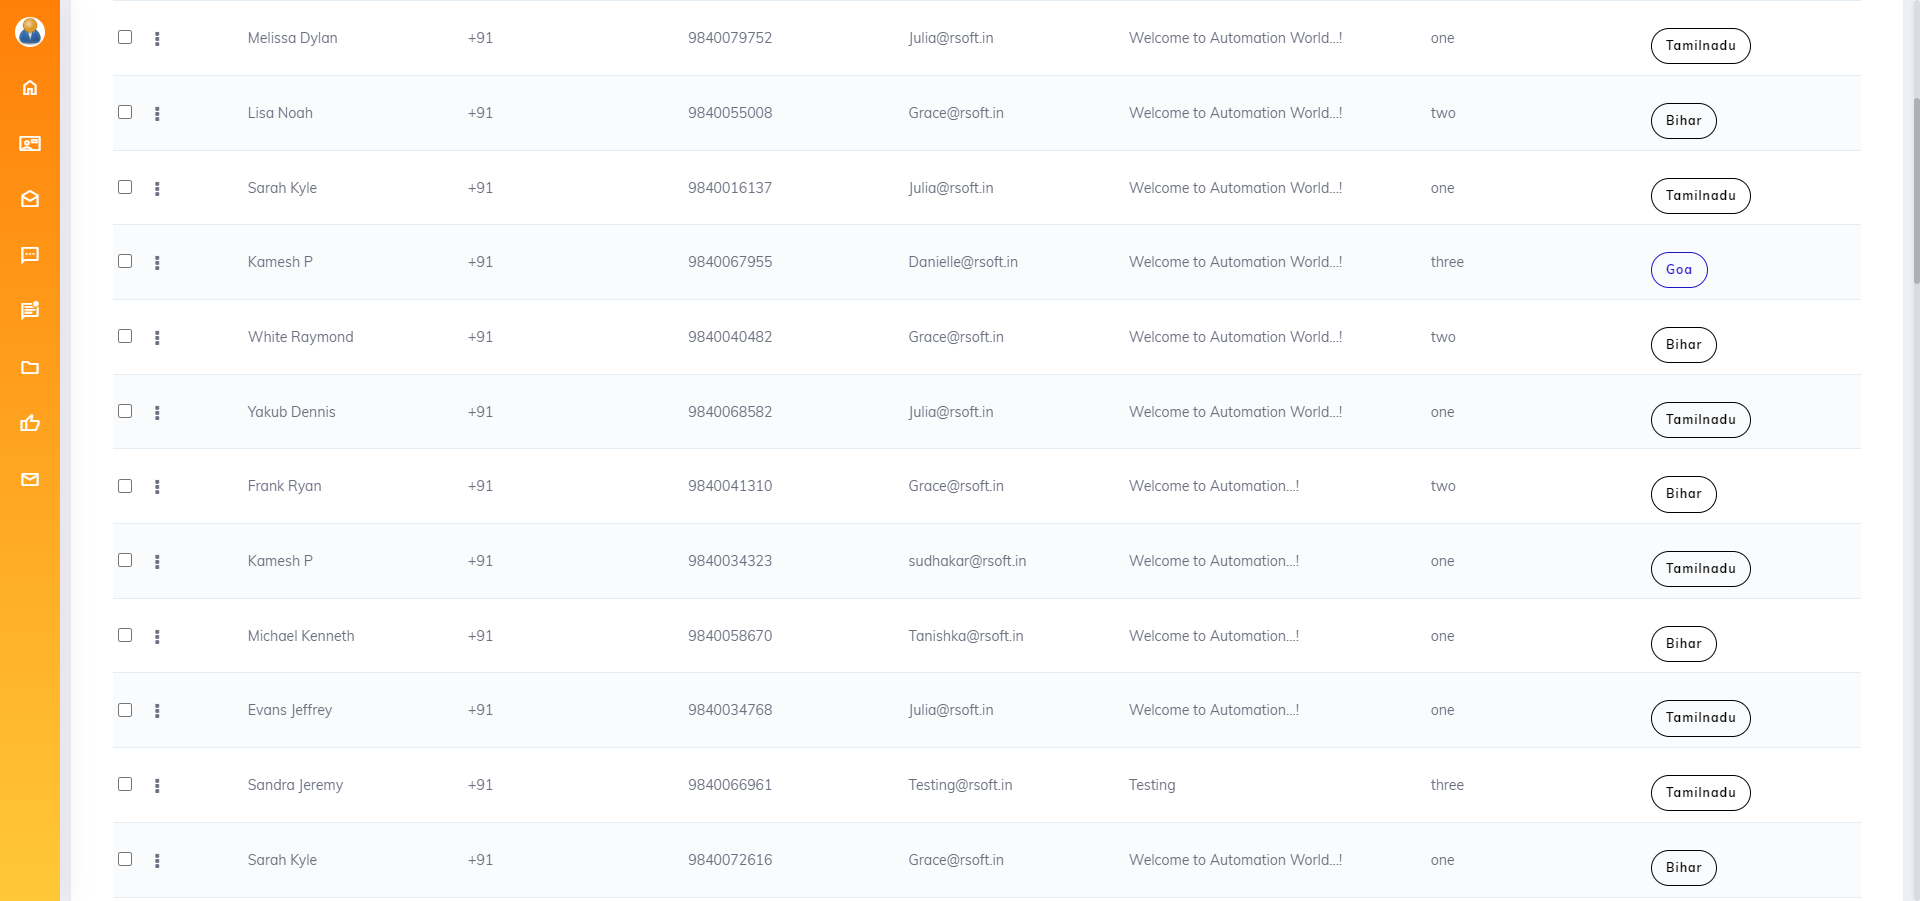 Melissa Dylan +91 9840079752 Julia@rsoft.in Welcome to Automation World...! one Tamilnadu
Lisa Noah +91 9840055008 Grace@rsoft.in Welcome to Automation World...! two Bihar
Sarah Kyle +91 9840016137 Julia@rsoft.in Welcome to Automation World...! one Tamilnadu
Kamesh P +91 9840067955 Danielle@rsoft.in Welcome to Automation World...! three Goa
White Raymond +91 9840040482 Grace@rsoft.in Welcome to Automation World...! two Bihar
Yakub Dennis +91 9840068582 Julia@rsoft.in Welcome to Automation World...! one Tamilnadu
Frank Ryan +91 9840041310 Grace@rsoft.in Welcome to Automation...! two Bihar
Kamesh P +91 9840034323 sudhakar@rsoft.in Welcome to Automation...! one Tamilnadu
Michael Kenneth +91 9840058670 Tanishka@rsoft.in Welcome to Automation...! one Bihar
Evans Jeffrey +91 9840034768 Julia@rsoft.in Welcome to Automation...! one Tamilnadu
Sandra Jeremy +91 9840066961 Testing@rsoft.in Testing three Tamilnadu
Sarah Kyle +91 9840072616 Grace@rsoft.in Welcome to Automation World...! one Bihar